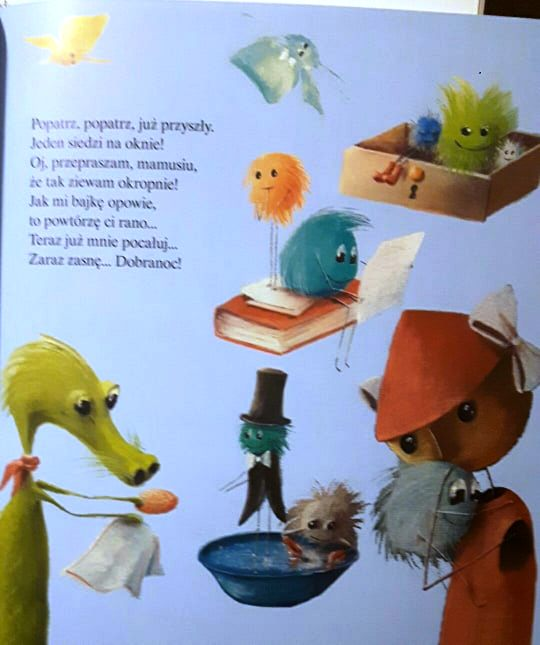 Popatrz, popatrz, już przyszły.
Jeden siedzi na oknie!
Oj, przepraszam, mamusiu,
że tak ziewam okropnie!
Jak mi bajkę opowie,
to powtórzę ci rano...
Teraz już mnie pocałuj...
Zaraz zasnę... Dobranoc!